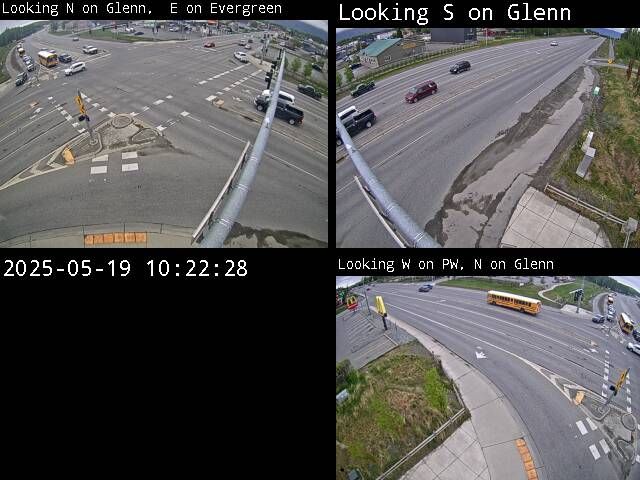 Looking N on Glenn,  E on Evergreen
Looking S on Glenn
2025-05-19 10:22:28
Looking W on PW, N on Glenn